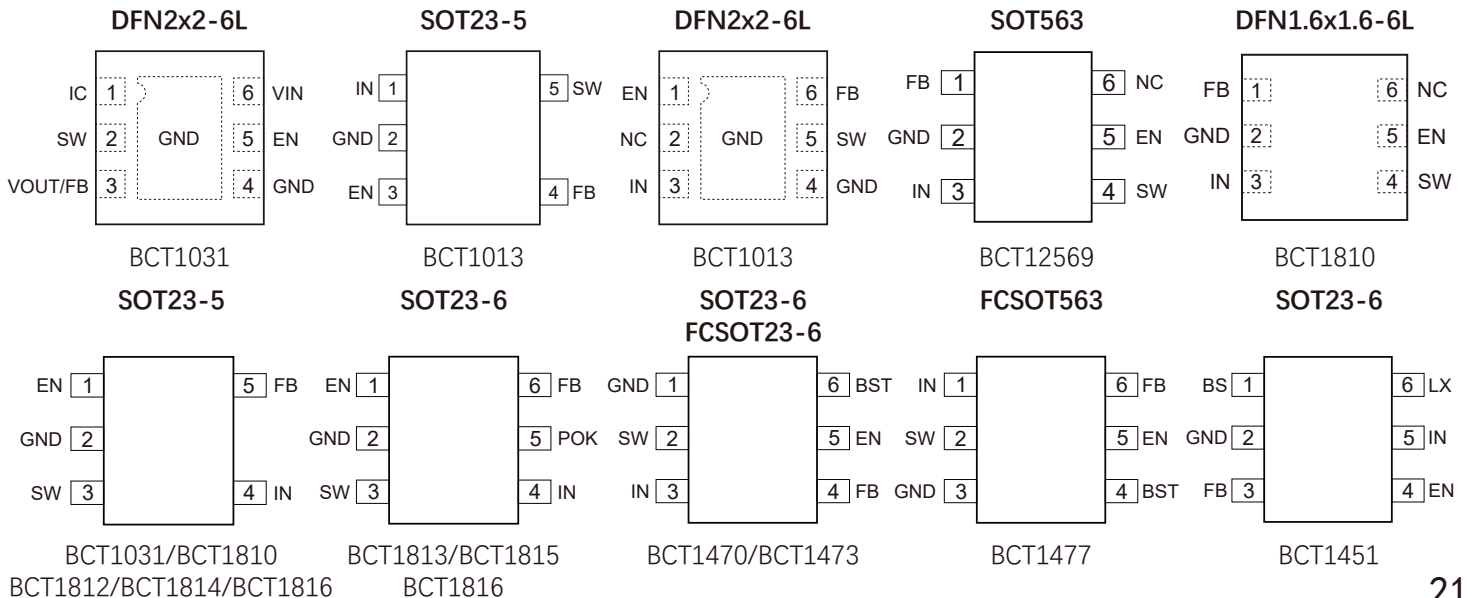 DFN2x2-6L SOT23-5 DFN2x2-6L SOT563 DFN1.6x1.6-6L
IC 1 6 VIN
SW 2 GND 5 EN
VOUT/FB 3 4 GND
BCT1031
IN 1 5 SW
GND 2
EN 3 4 FB
BCT1013
EN 1 6 FB
NC 2 GND 5 SW
IN 3 4 GND
BCT1013
FB 1 6 NC
GND 2 5 EN
IN 3 4 SW
BCT12569
FB 1 6 NC
GND 2 5 EN
IN 3 4 SW
BCT1810
SOT23-5
EN 1 5 FB
GND 2
SW 3 4 IN
BCT1031/BCT1810
BCT1812/BCT1814/BCT1816
SOT23-6
EN 1 6 FB
GND 2 5 POK
SW 3 4 IN
BCT1813/BCT1815
BCT1816
SOT23-6
FCSOT23-6
GND 1 6 BST
SW 2 5 EN
IN 3 4 FB
BCT1470/BCT1473
FCSOT563
IN 1 6 FB
SW 2 5 EN
GND 3 4 BST
BCT1477
SOT23-6
BS 1 6 LX
GND 2 5 IN
FB 3 4 EN
BCT1451
21